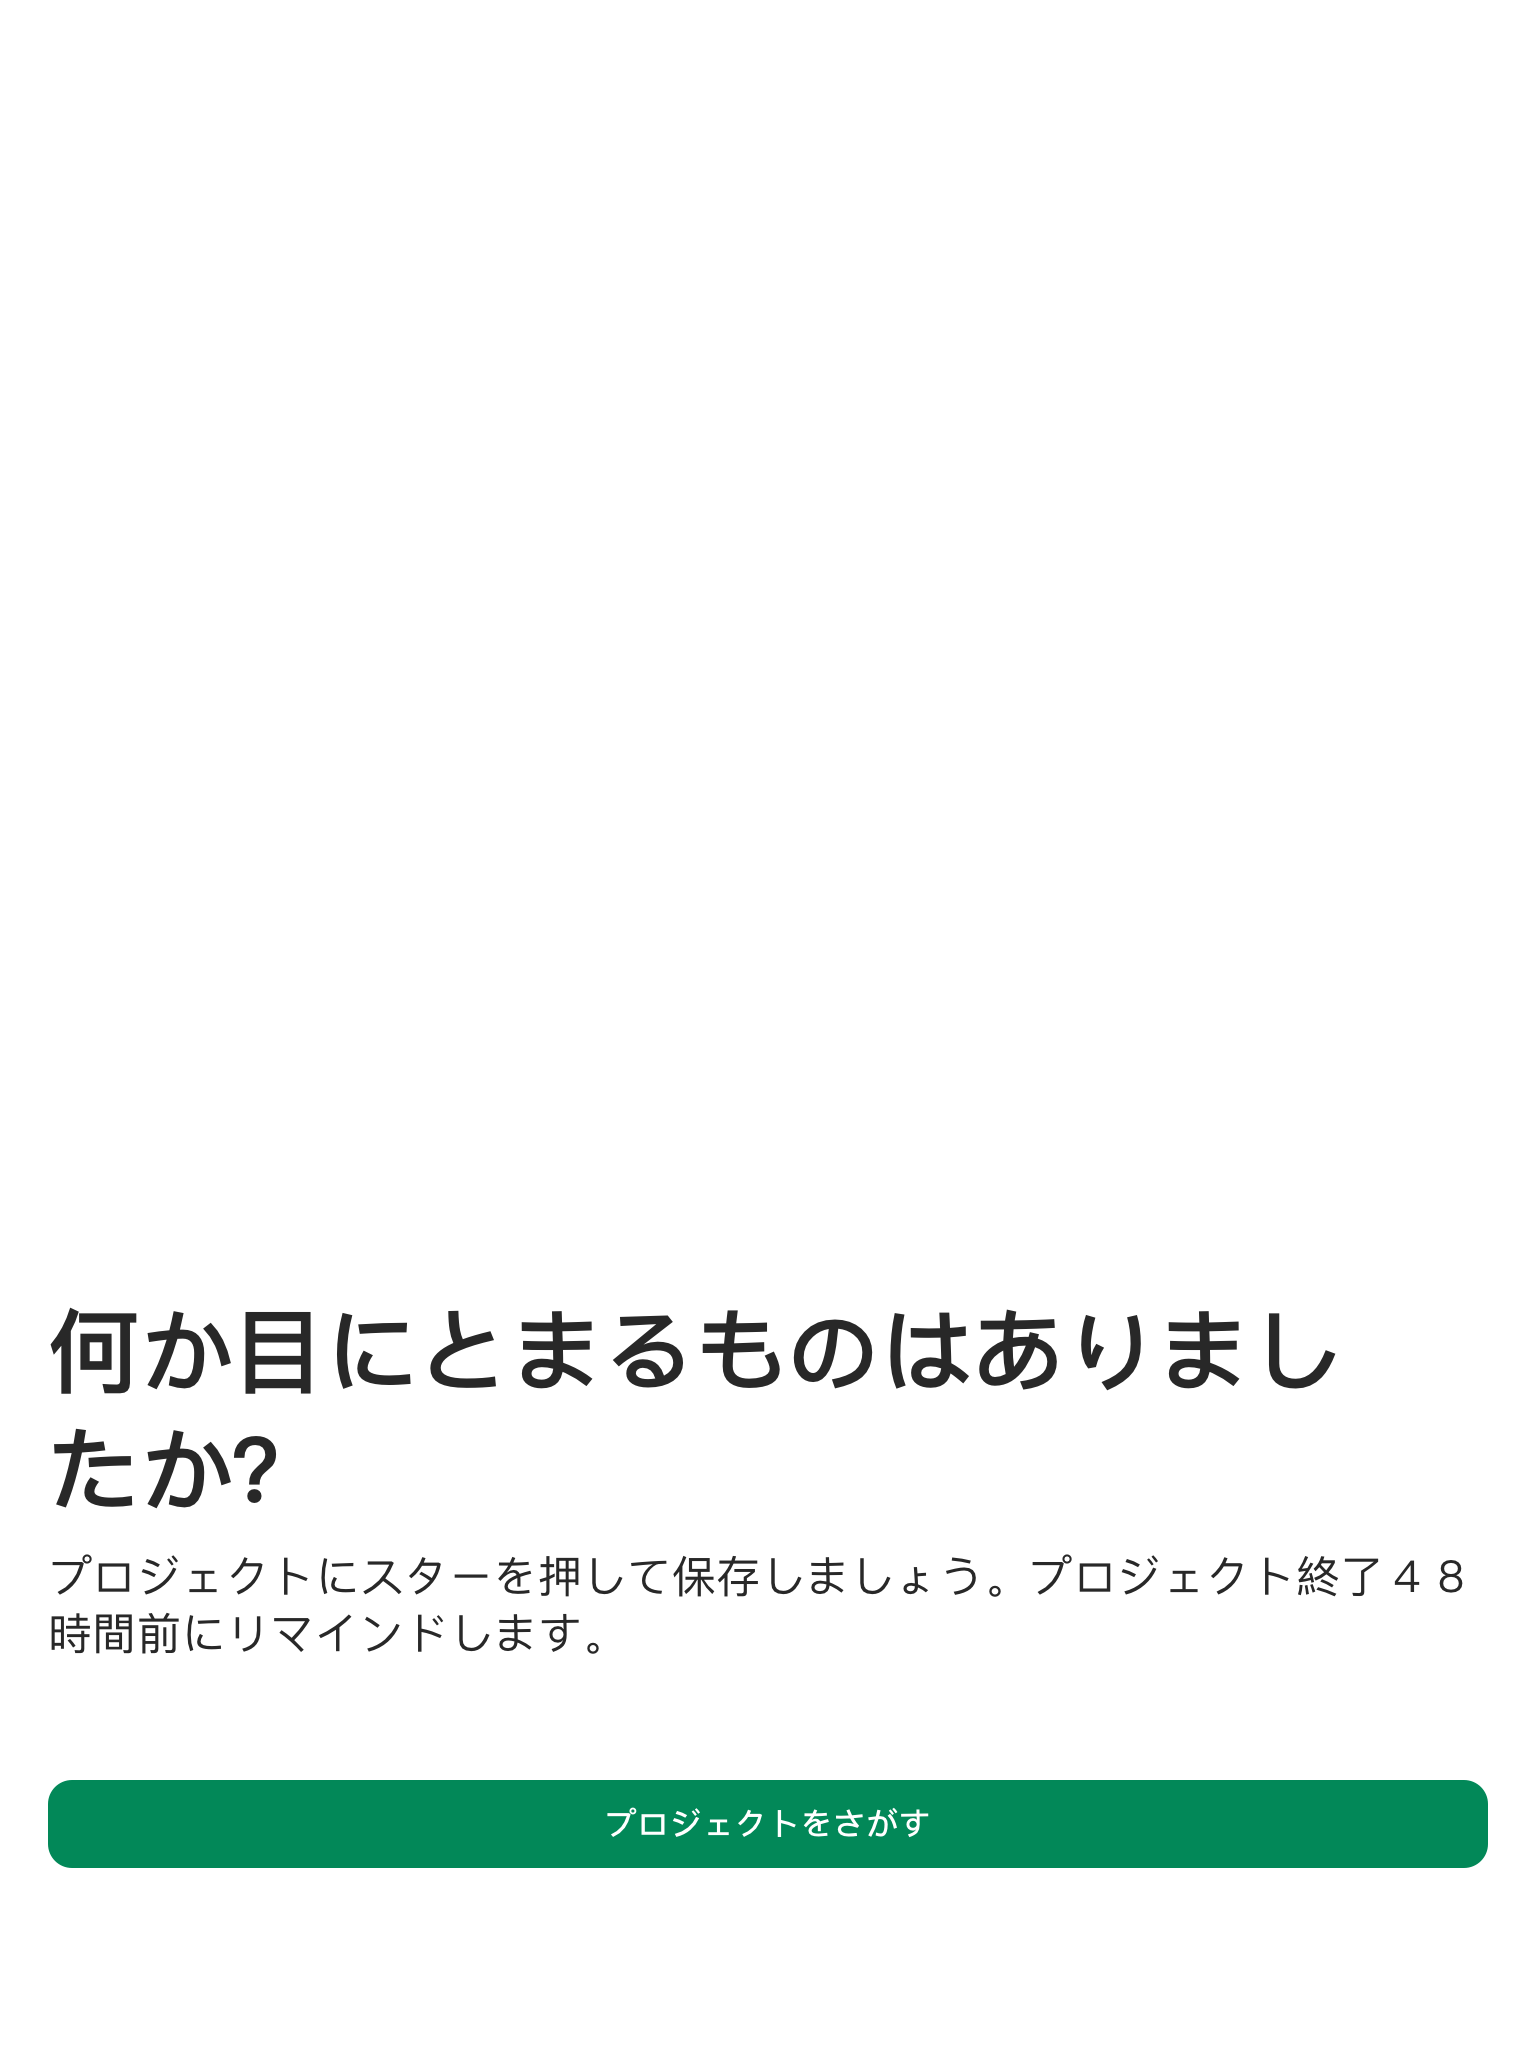 何か目にとまるものはありまし
たか?
プロジェクトにスターを押して保存しましょう。プロジェクト終了４８
時間前にリマインドします。
プロジェクトをさがす